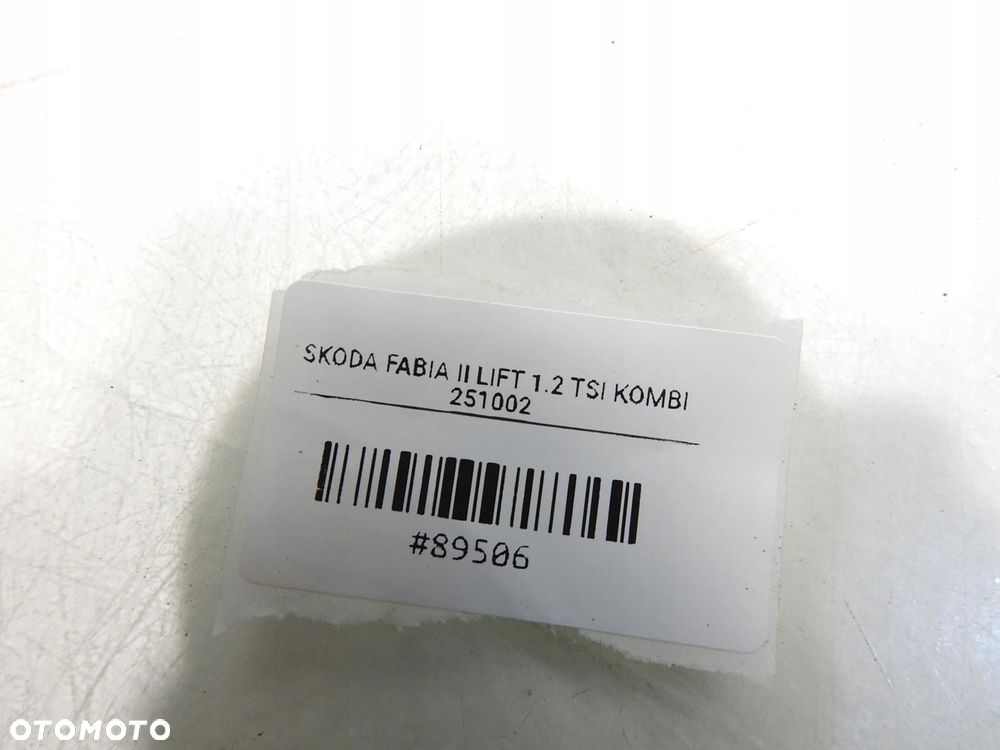 SKODA FABIA II LIFT 1.2 TSI KOMBI
251002
#89506
OTOMOTO